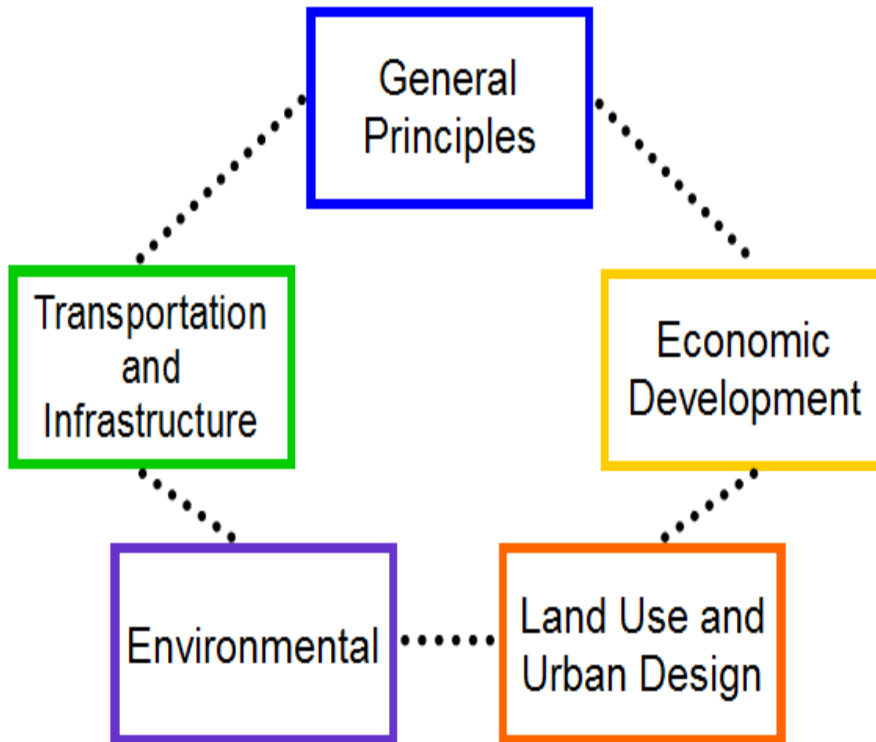 General
Principles
Transportation
and
Infrastructure
Economic
Development
Environmental
Land Use and
Urban Design